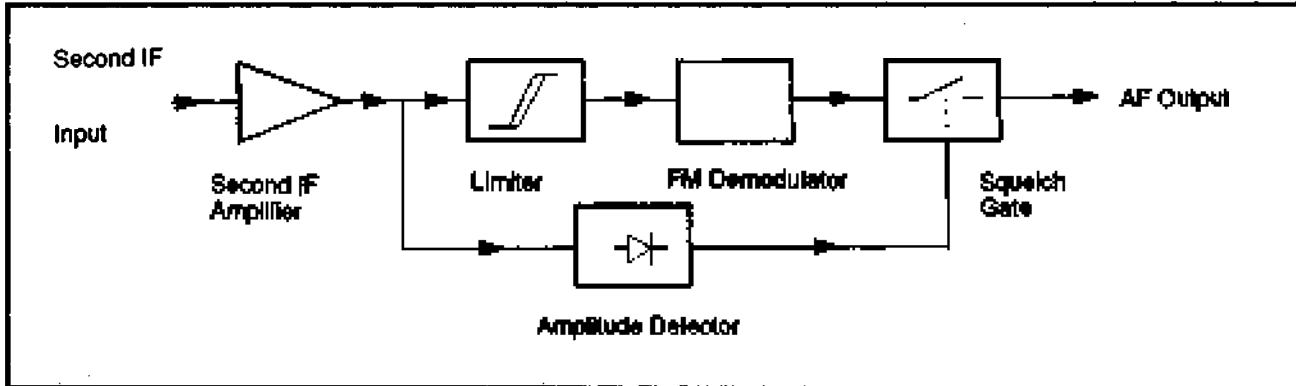 Second IF
Input
Second IF
Amplifier
Limiter
FM Demodulator
Squelch
Gate
AF Output
Amplitude Detector